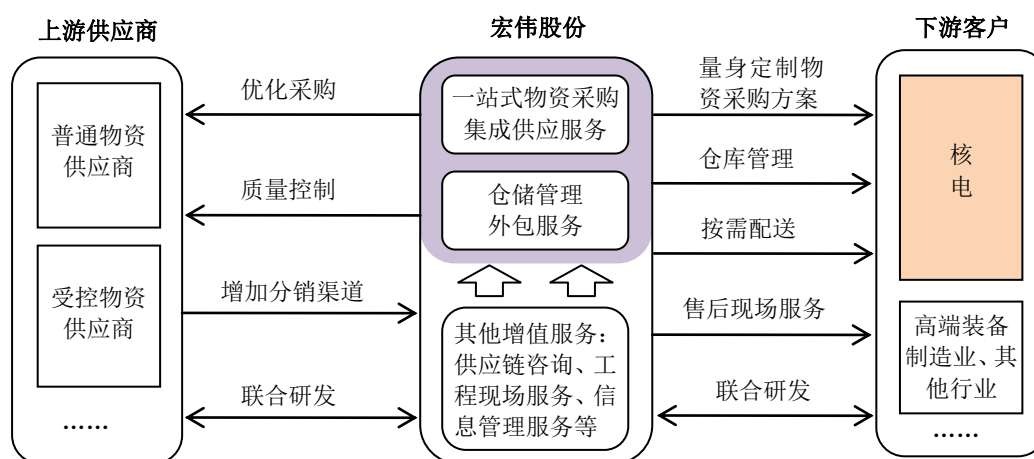 上游供应商
宏伟股份
下游客户
普通物资
供应商
受控物资
供应商
……
优化采购
质量控制
增加分销渠道
联合研发
一站式物资采购
集成供应服务
仓储管理
外包服务
其他增值服务：
供应链咨询、工
程现场服务、信
息管理服务等
量身定制物
资采购方案
仓库管理
按需配送
售后现场服务
联合研发
核
电
高端装备
制造业、其
他行业
……